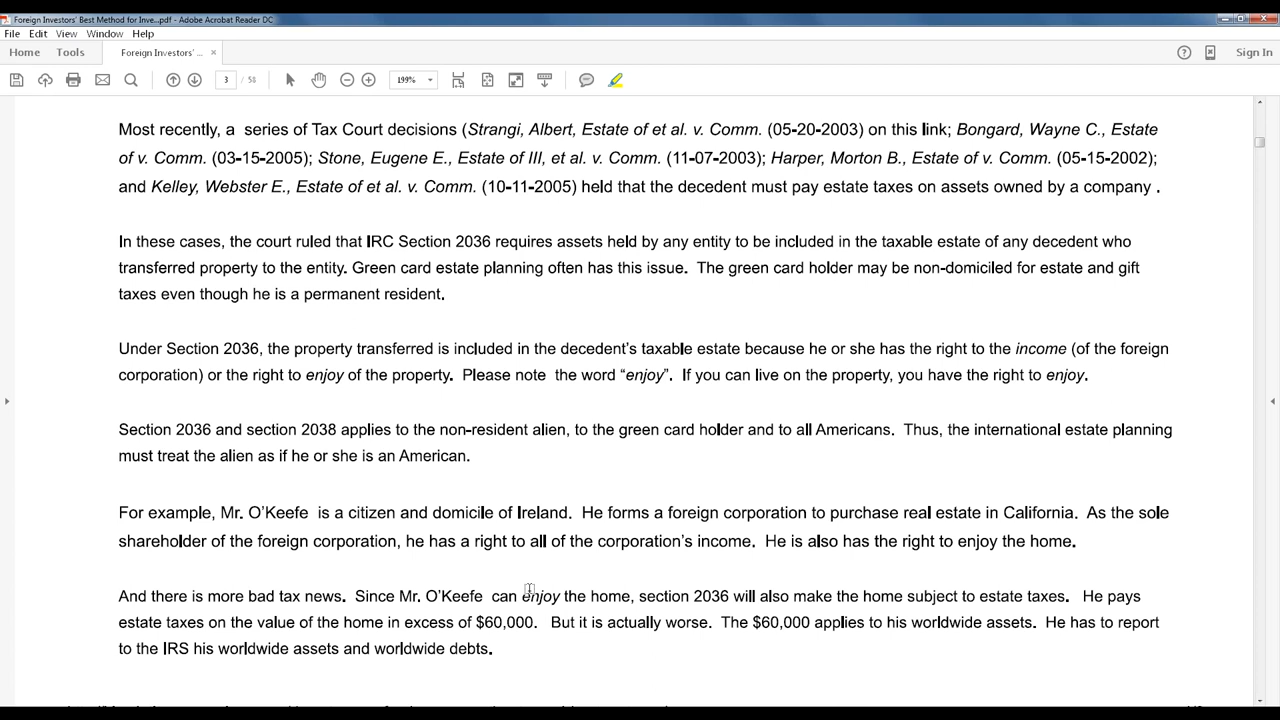 Foreign Investors' Best Method for Inve...pdf - Adobe Acrobat Reader DC
File Edit View Window Help
Home Tools Foreign Investors' ... × Sign In
3 / 58 199%
Most recently, a series of Tax Court decisions (Strangi, Albert, Estate of et al. v. Comm. (05-20-2003) on this link; Bongard, Wayne C., Estate
of v. Comm. (03-15-2005); Stone, Eugene E., Estate of III, et al. v. Comm. (11-07-2003); Harper, Morton B., Estate of v. Comm. (05-15-2002);
and Kelley, Webster E., Estate of et al. v. Comm. (10-11-2005) held that the decedent must pay estate taxes on assets owned by a company .
In these cases, the court ruled that IRC Section 2036 requires assets held by any entity to be included in the taxable estate of any decedent who
transferred property to the entity. Green card estate planning often has this issue. The green card holder may be non-domiciled for estate and gift
taxes even though he is a permanent resident.
Under Section 2036, the property transferred is included in the decedent's taxable estate because he or she has the right to the income (of the foreign
corporation) or the right to enjoy of the property. Please note the word “enjoy”. If you can live on the property, you have the right to enjoy.
Section 2036 and section 2038 applies to the non-resident alien, to the green card holder and to all Americans. Thus, the international estate planning
must treat the alien as if he or she is an American.
For example, Mr. O'Keefe is a citizen and domicile of Ireland. He forms a foreign corporation to purchase real estate in California. As the sole
shareholder of the foreign corporation, he has a right to all of the corporation's income. He is also has the right to enjoy the home.
And there is more bad tax news. Since Mr. O'Keefe can enjoy the home, section 2036 will also make the home subject to estate taxes. He pays
estate taxes on the value of the home in excess of $60,000. But it is actually worse. The $60,000 applies to his worldwide assets. He has to report
to the IRS his worldwide assets and worldwide debts.